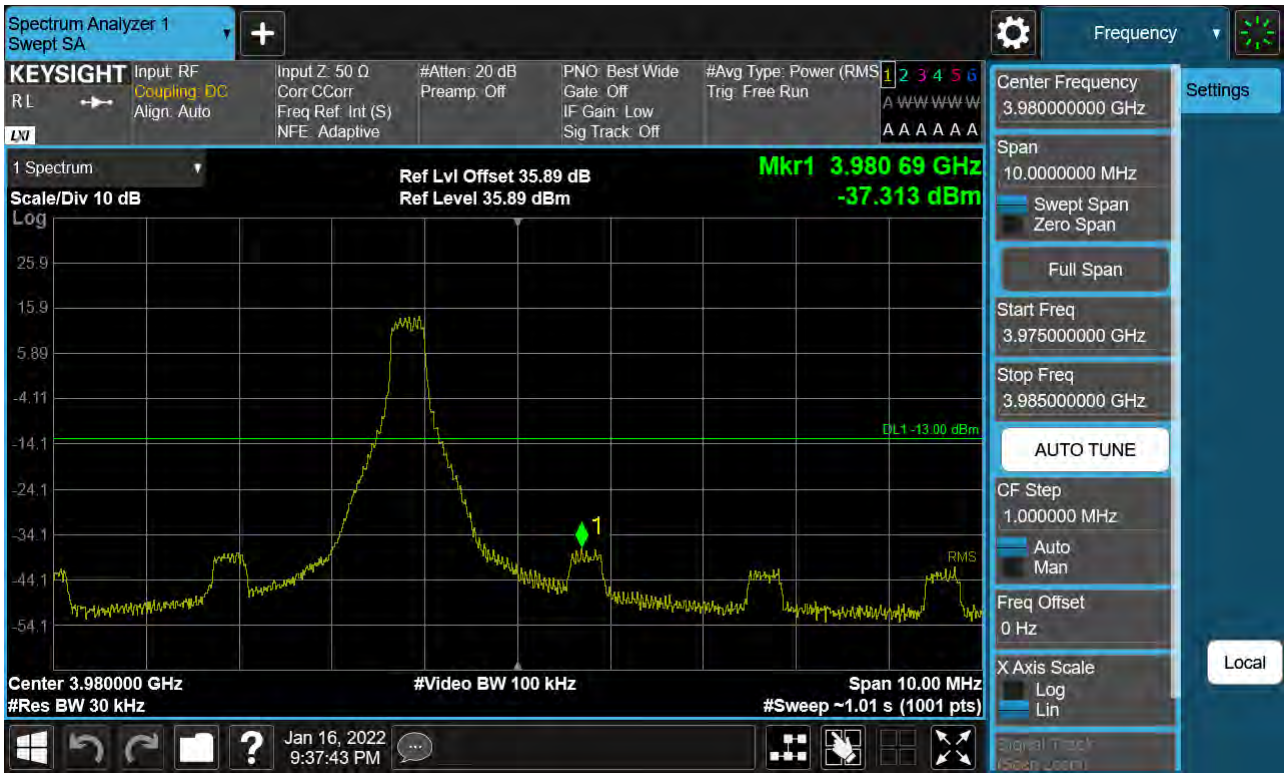 Spectrum Analyzer 1
Swept SA
+
Frequency
KEYSIGHT
RL
LXI
Input: RF
Coupling: DC
Align: Auto
Input Z: 50 Ω
Corr CCorr
Freq Ref: Int (S)
NFE: Adaptive
#Atten: 20 dB
Preamp: Off
PNO: Best Wide
Gate: Off
IF Gain: Low
Sig Track: Off
#Avg Type: Power (RMS
Trig: Free Run
1 2 3 4 5 6
A W W W W W
A A A A A A
1 Spectrum
Scale/Div 10 dB
Ref Lvl Offset 35.89 dB
Ref Level 35.89 dBm
Mkr1 3.980 69 GHz
-37.313 dBm
Log
25.9
15.9
5.89
-4.11
-14.1
-24.1
-34.1
-44.1
-54.1
DL1 -13.00 dBm
1
RMS
Center 3.980000 GHz
#Video BW 100 kHz
Span 10.00 MHz
#Res BW 30 kHz
#Sweep ~1.01 s (1001 pts)
?
Jan 16, 2022
9:37:43 PM
Center Frequency
3.980000000 GHz
Settings
Span
10.0000000 MHz
Swept Span
Zero Span
Full Span
Start Freq
3.975000000 GHz
Stop Freq
3.985000000 GHz
AUTO TUNE
CF Step
1.000000 MHz
Auto
Man
Freq Offset
0 Hz
X Axis Scale
Log
Lin
Local
Signal Track
(Span Zoom)